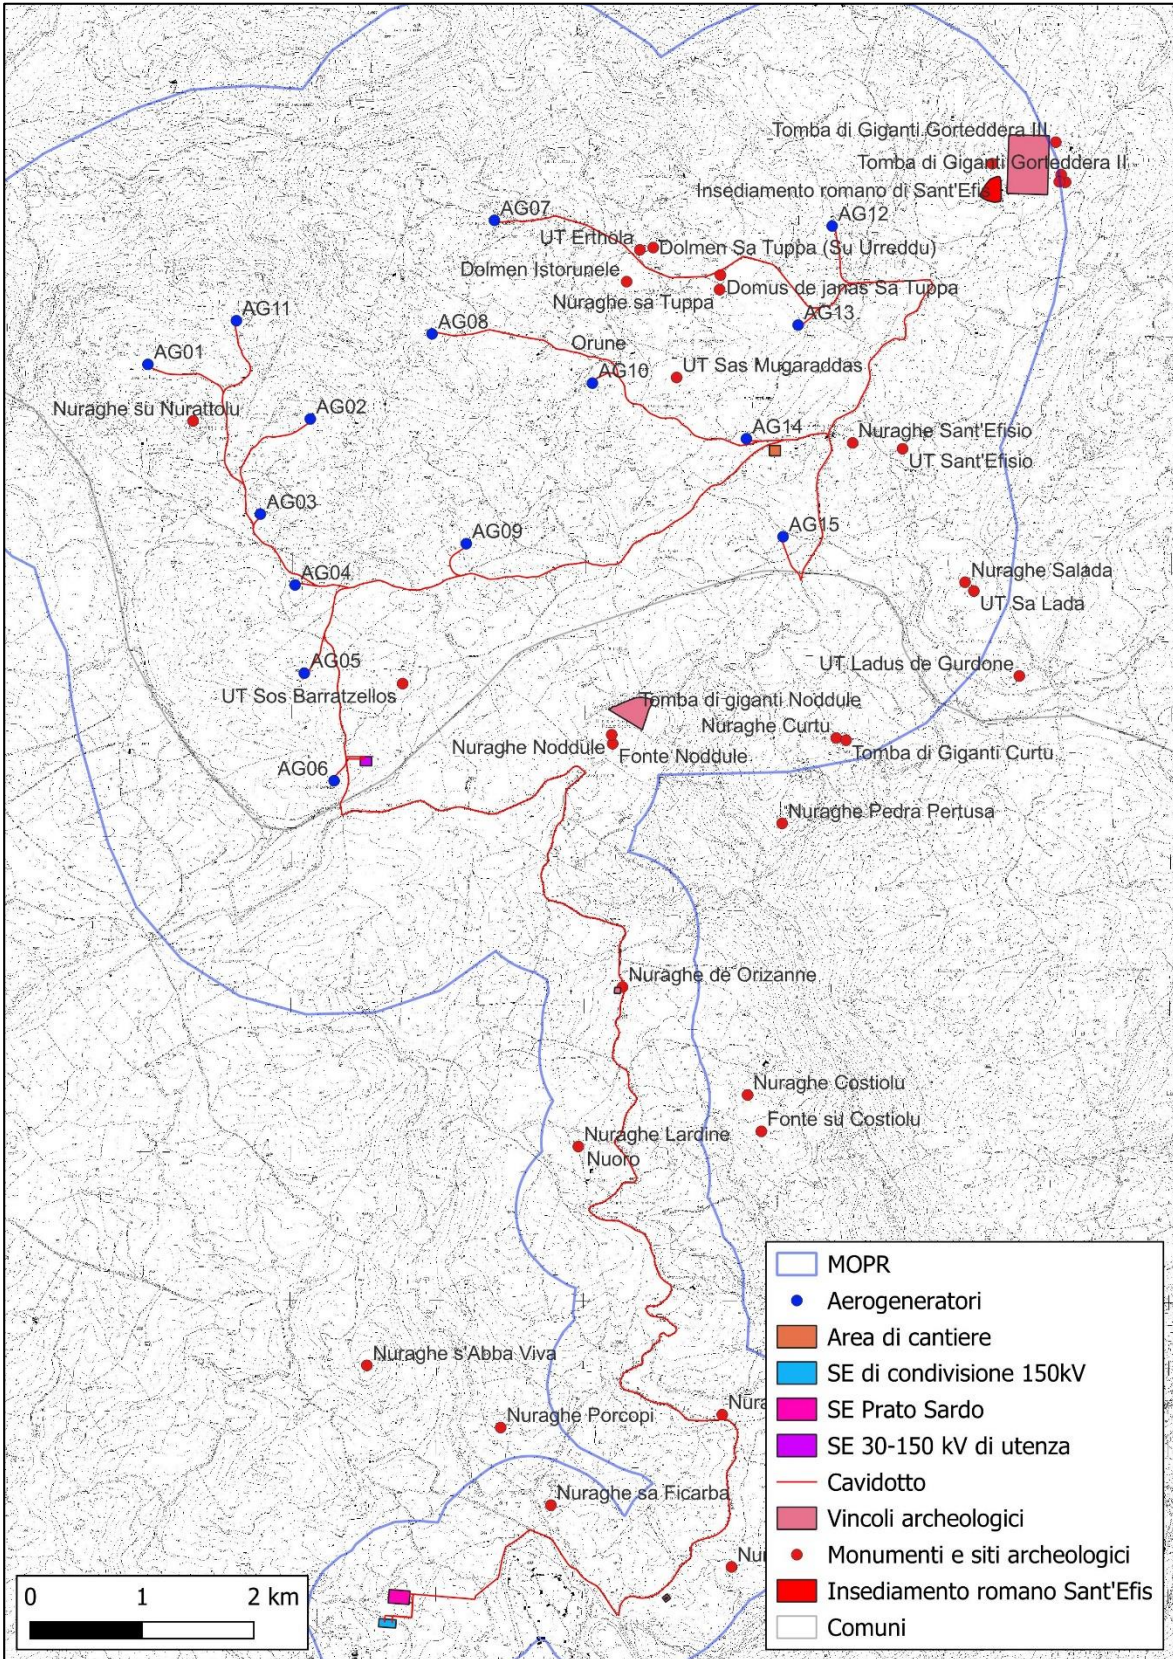 Tomba di Giganti Gorteddera III
Tomba di Giganti Gorteddera II
Insediamento romano di Sant'Efis
AG07
AG12
UT Erthola
Dolmen Sa Tuppa (Su Urreddu)
Dolmen Istorunele
Nuraghe sa Tuppa
Domus de janas Sa Tuppa
AG11
AG08
AG13
Orune
AG01
AG10
UT Sas Mugaraddas
Nuraghe su Nurattolu
AG02
AG14
Nuraghe Sant'Efisio
UT Sant'Efisio
AG03
AG09
AG15
AG04
Nuraghe Salada
UT Sa Lada
AG05
UT Ladus de Gurdone
UT Sos Barratzellos
Tomba di giganti Noddule
Nuraghe Curtu
Nuraghe Noddule
Fonte Noddule
Tomba di Giganti Curtu
AG06
Nuraghe Pedra Pertusa
Nuraghe de Orizanne
Nuraghe Costiolu
Fonte su Costiolu
Nuraghe Lardine
Nuoro
Nuraghe s'Abba Viva
Nuraghe Porcopi
Nura
Nuraghe sa Ficarba
Nu
MOPR
Aerogeneratori
Area di cantiere
SE di condivisione 150kV
SE Prato Sardo
SE 30-150 kV di utenza
Cavidotto
Vincoli archeologici
Monumenti e siti archeologici
Insediamento romano Sant'Efis
Comuni
0 1 2 km